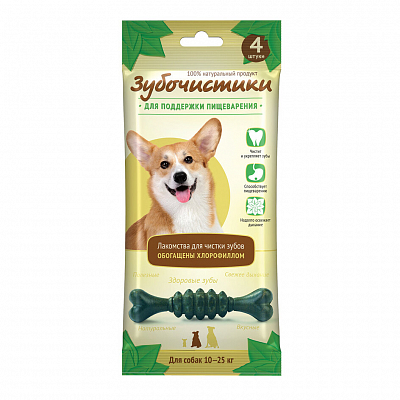 4
штуки
100% натуральный продукт
Зубочистики
ДЛЯ ПОДДЕРЖКИ ПИЩЕВАРЕНИЯ
Чистит
и укрепляет зубы
Способствует
пищеварению
Надолго освежает
дыхание
Лакомства для чистки зубов
ОБОГАЩЕНЫ ХЛОРОФИЛЛОМ
Свежее дыхание
Здоровые зубы
Натуральные
Вкусные
Для собак 10–25 кг